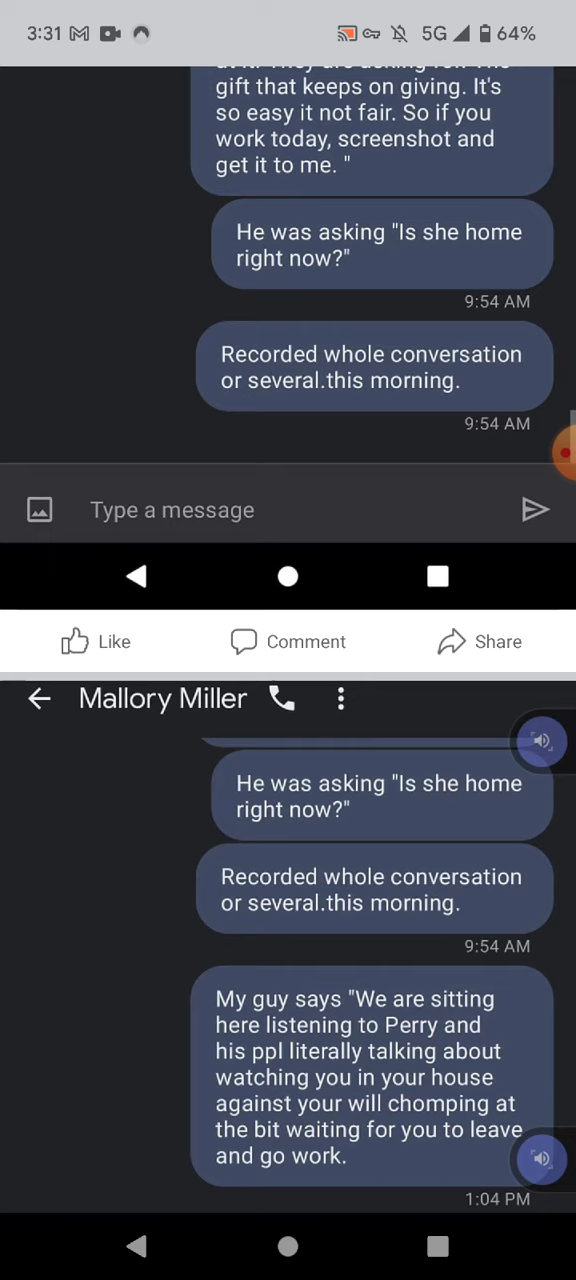 3:31
5G
64%
gift that keeps on giving. It's
so easy it not fair. So if you
work today, screenshot and
get it to me. "
He was asking "Is she home
right now?"
9:54 AM
Recorded whole conversation
or several.this morning.
9:54 AM
Type a message
Like
Comment
Share
Mallory Miller
He was asking "Is she home
right now?"
Recorded whole conversation
or several.this morning.
9:54 AM
My guy says "We are sitting
here listening to Perry and
his ppl literally talking about
watching you in your house
against your will chomping at
the bit waiting for you to leave
and go work.
1:04 PM